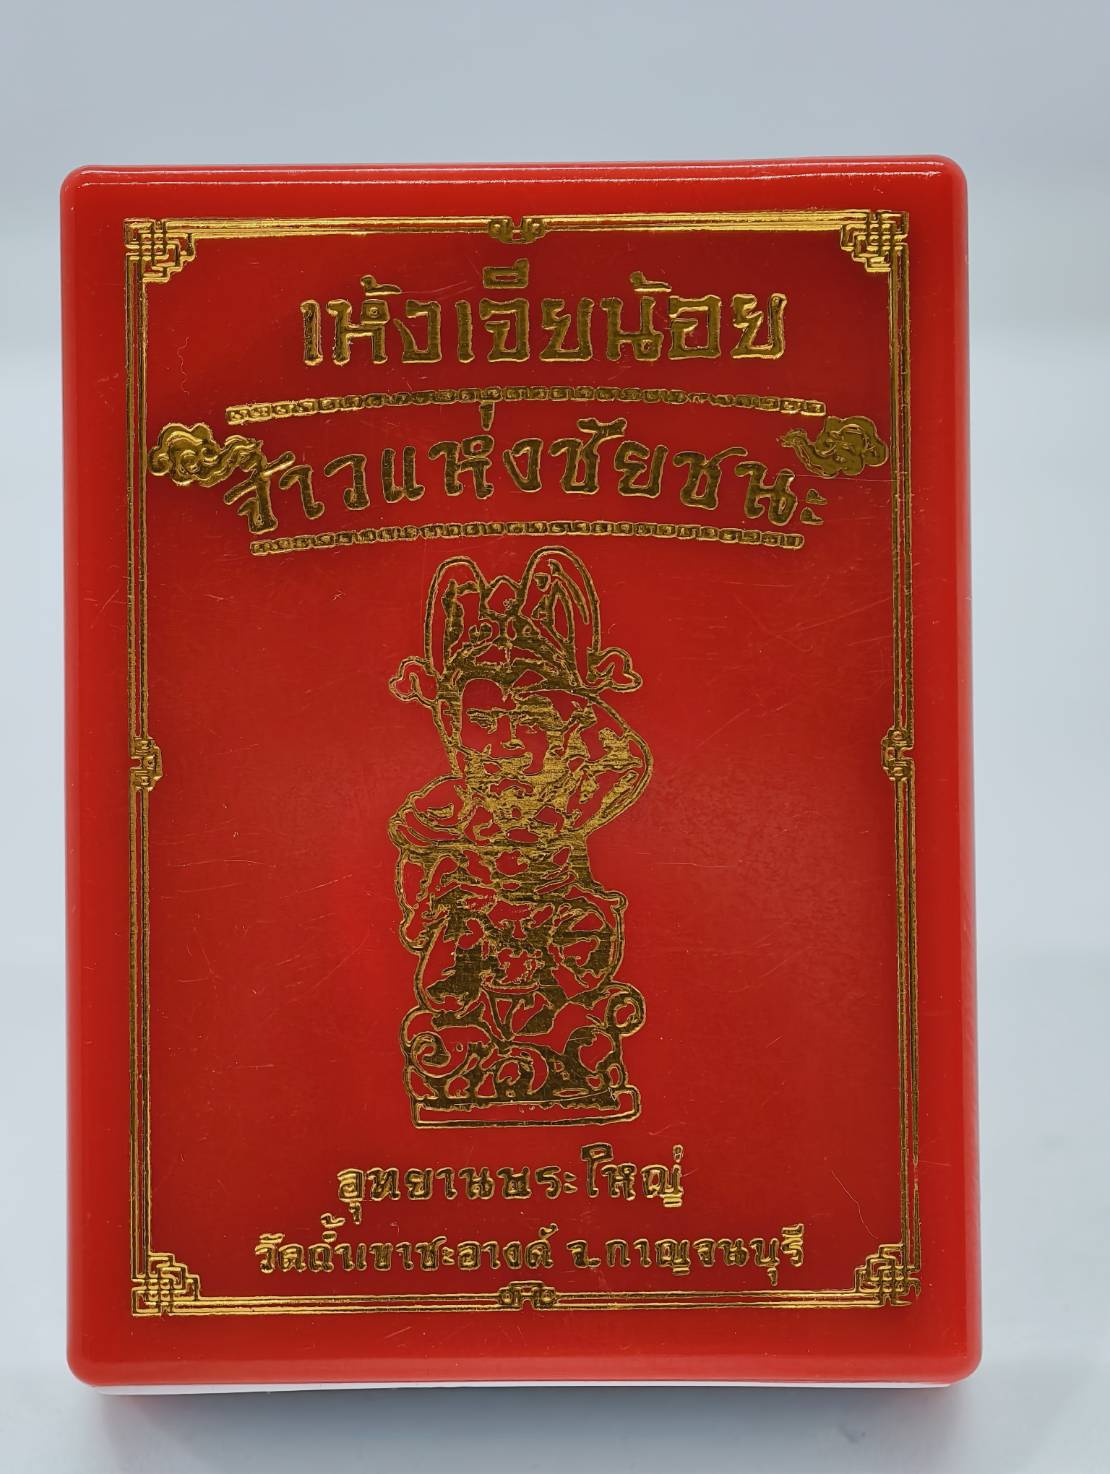 เห้งเจียน้อย
จ้าวแห่งชัยชนะ
อุทยานพระใหญ่
วัดถ้ำเขาชะอางค์ จ.กาญจนบุรี